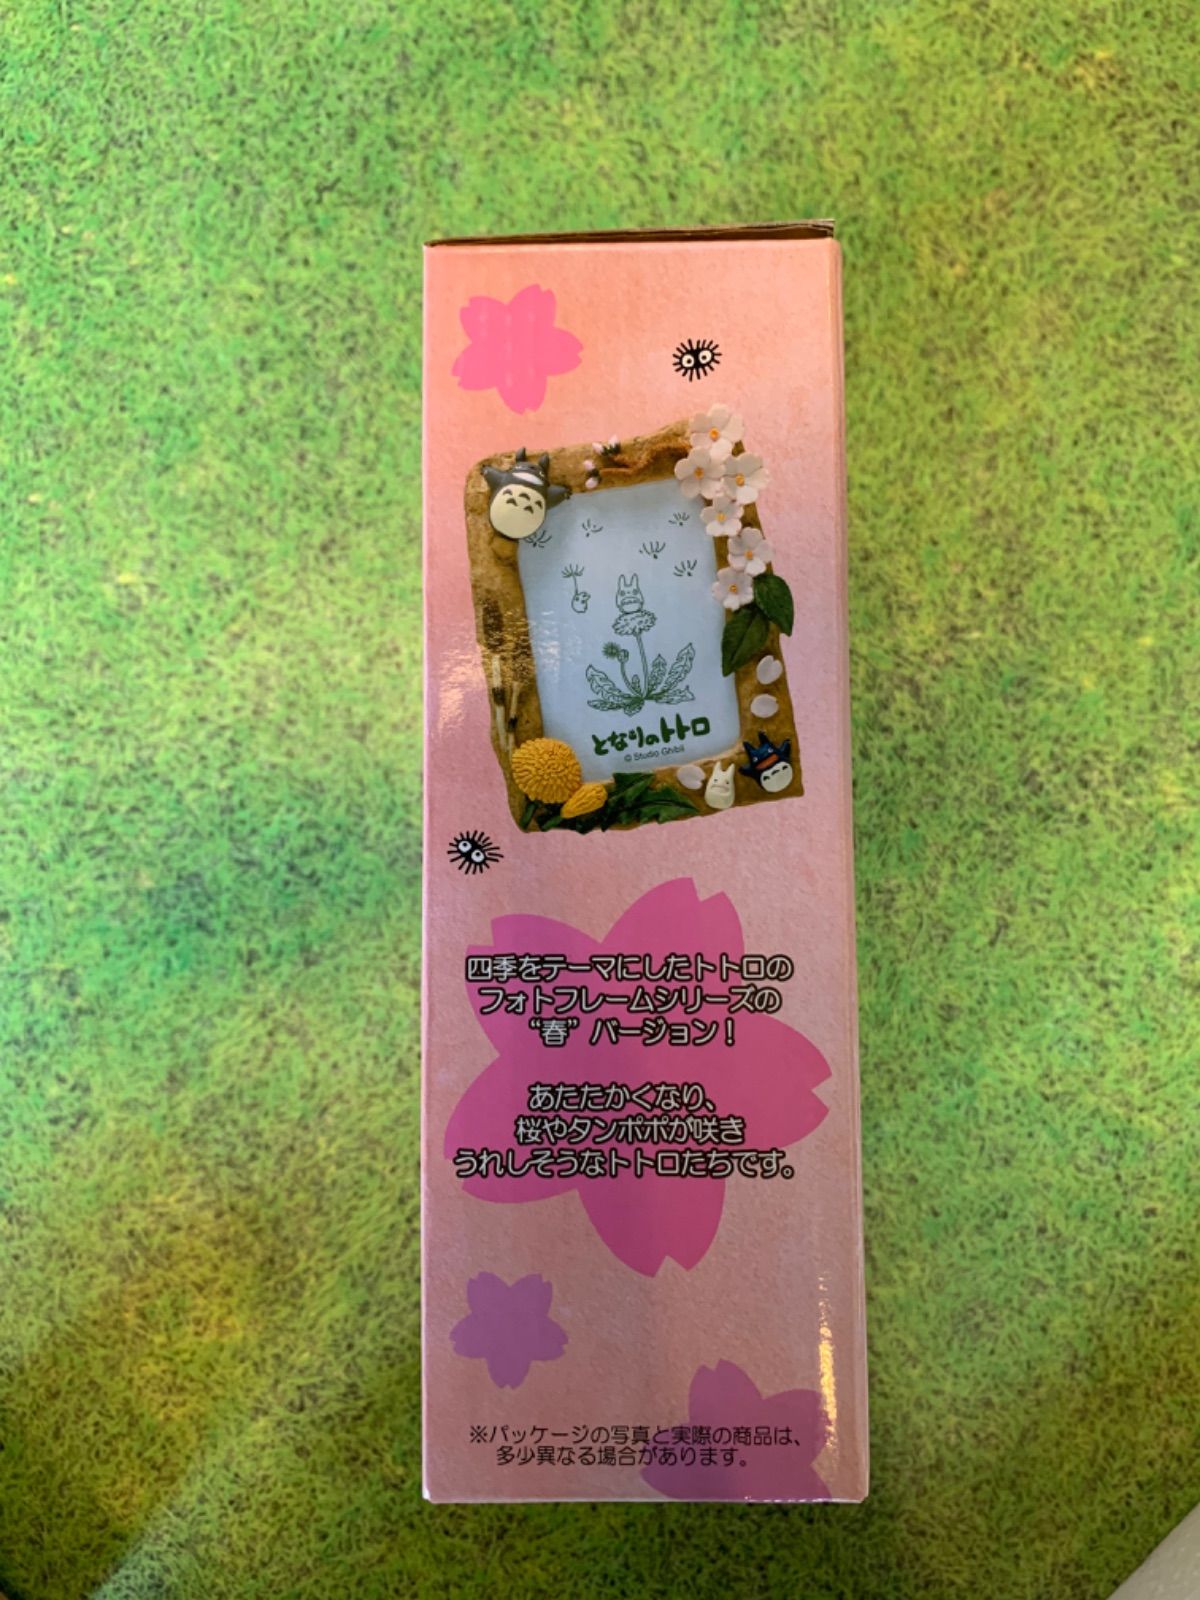 となりのトトロ
© Studio Ghibli
四季をテーマにしたトトロの
フォトフレームシリーズの
“春”バージョン！
あたたかくなり、
桜やタンポポが咲き
うれしそうなトトロたちです。
※パッケージの写真と実際の商品は、
多少異なる場合があります。